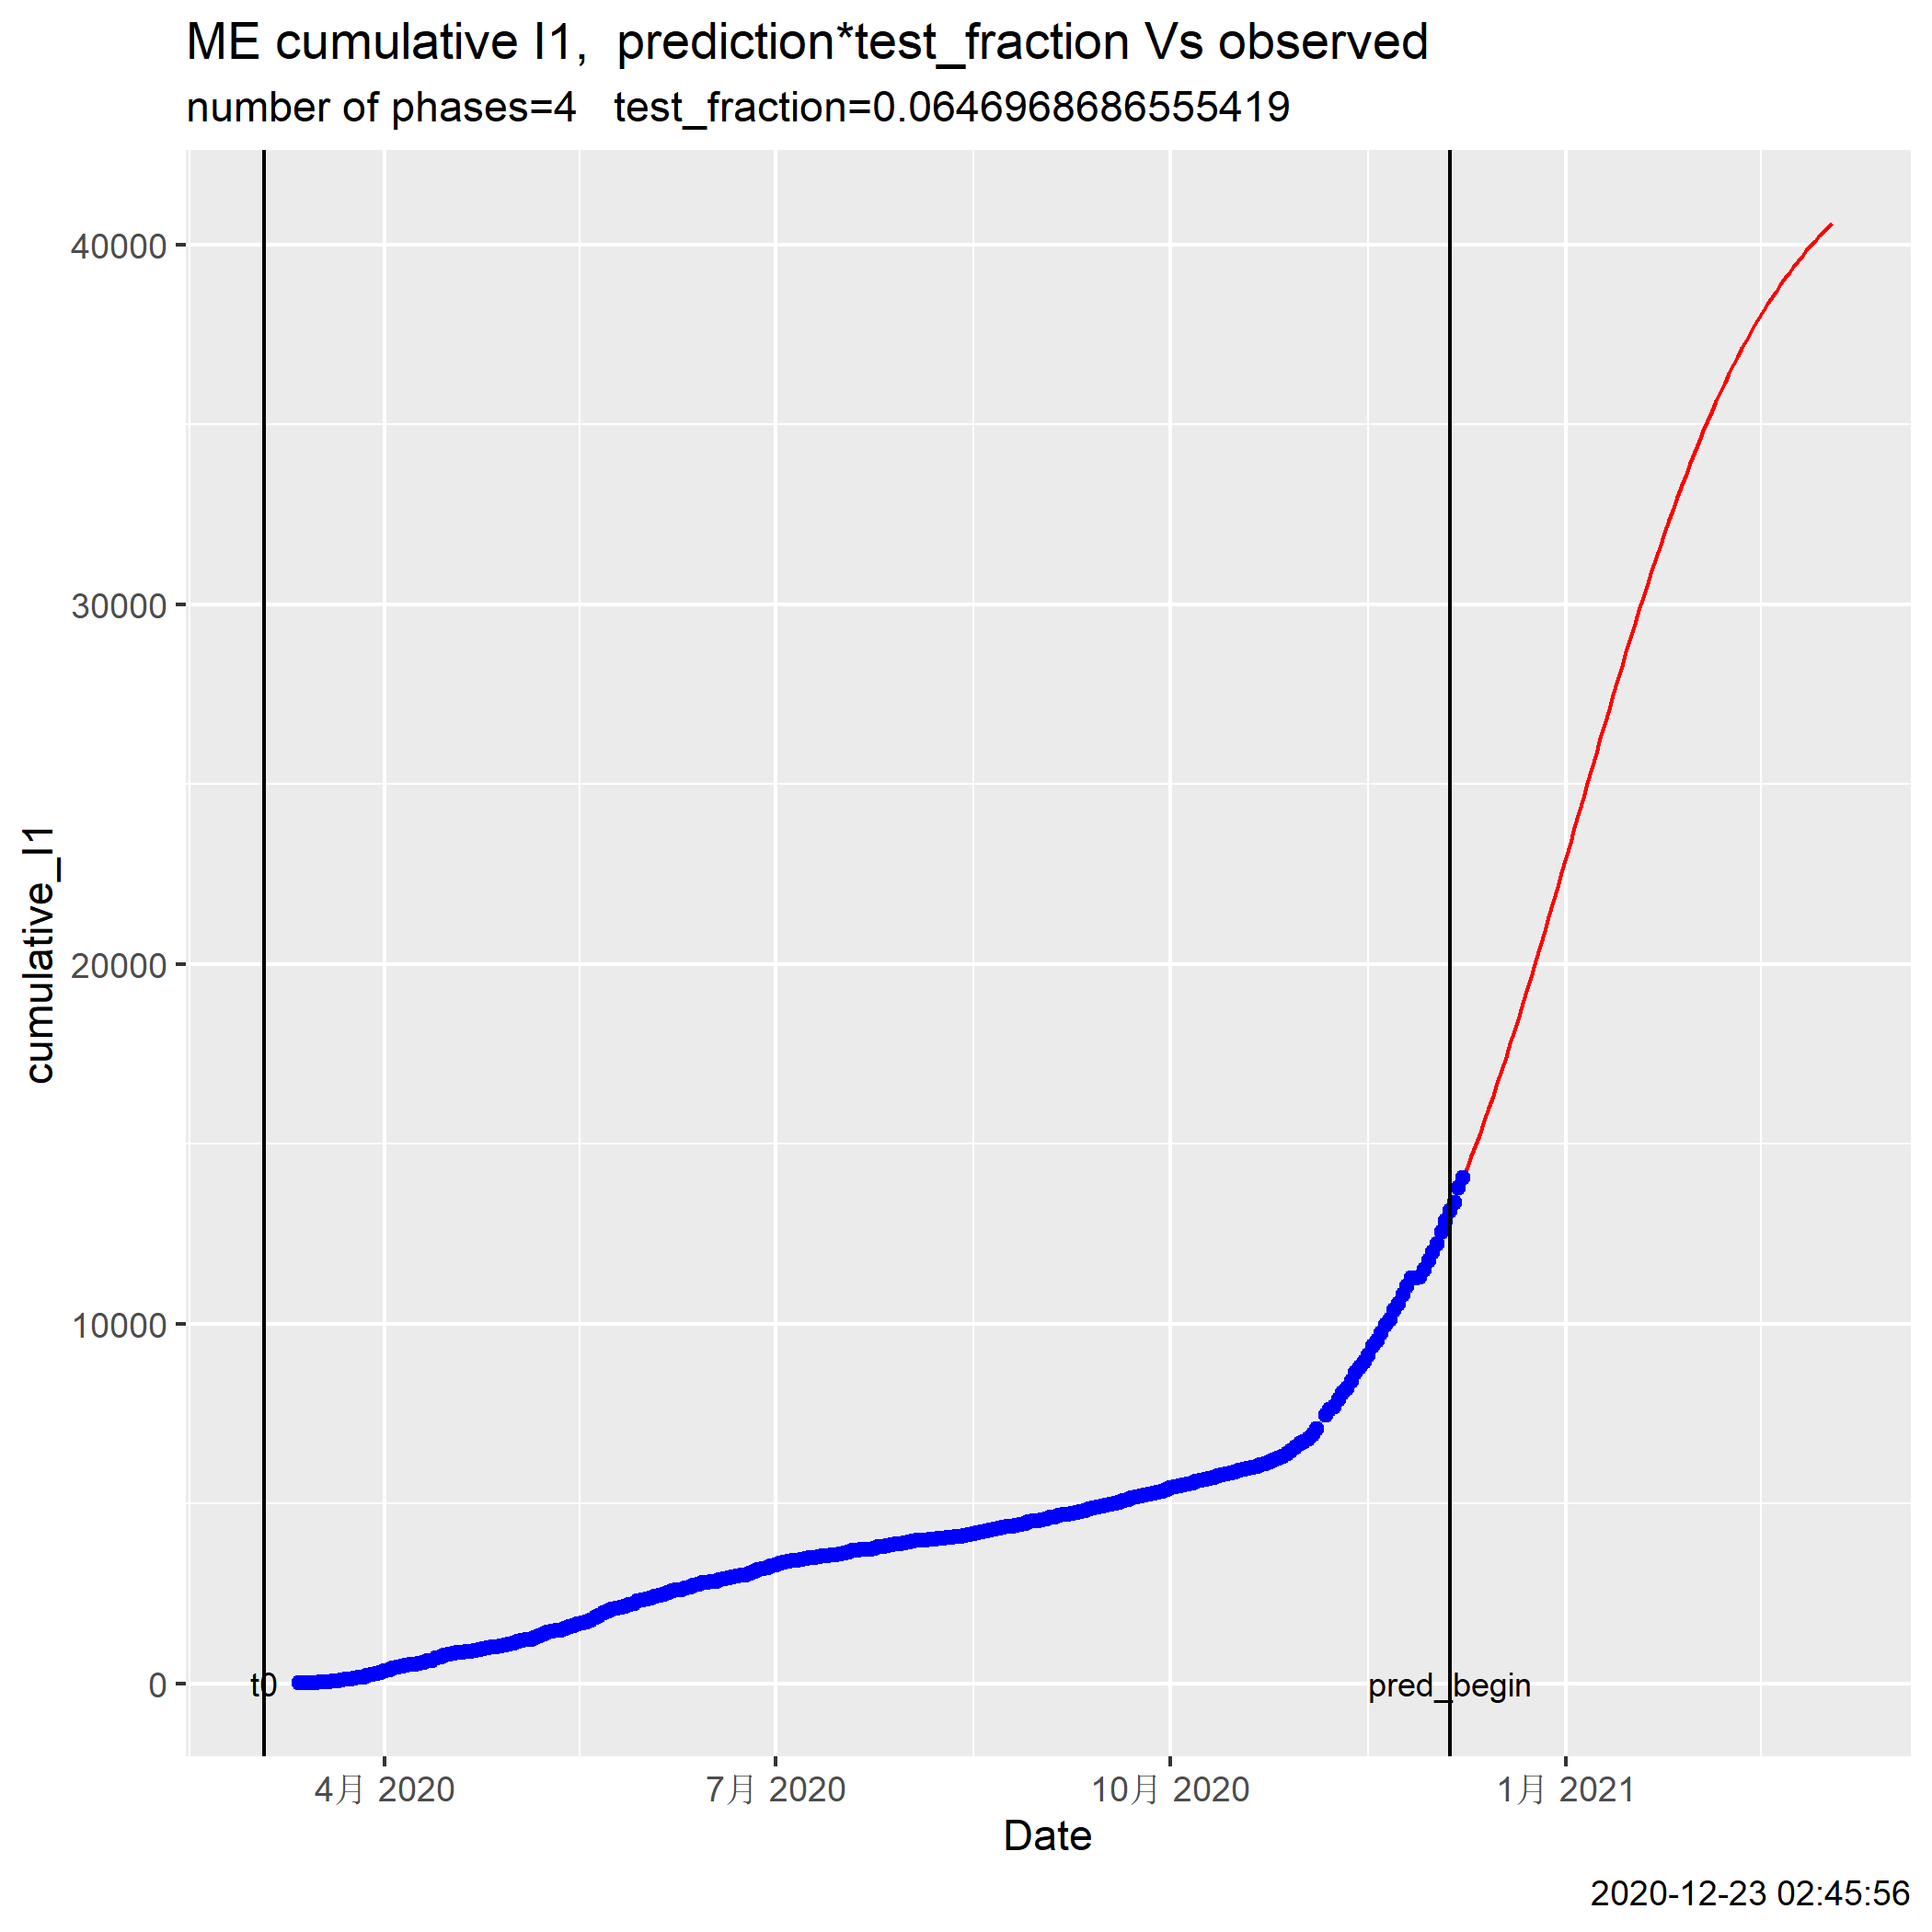 ME cumulative I1,  prediction*test_fraction Vs observed
number of phases=4   test_fraction=0.0646968686555419
40000
30000
20000
10000
0
cumulative_I1
t0
pred_begin
4月 2020
7月 2020
10月 2020
1月 2021
Date
2020-12-23 02:45:56